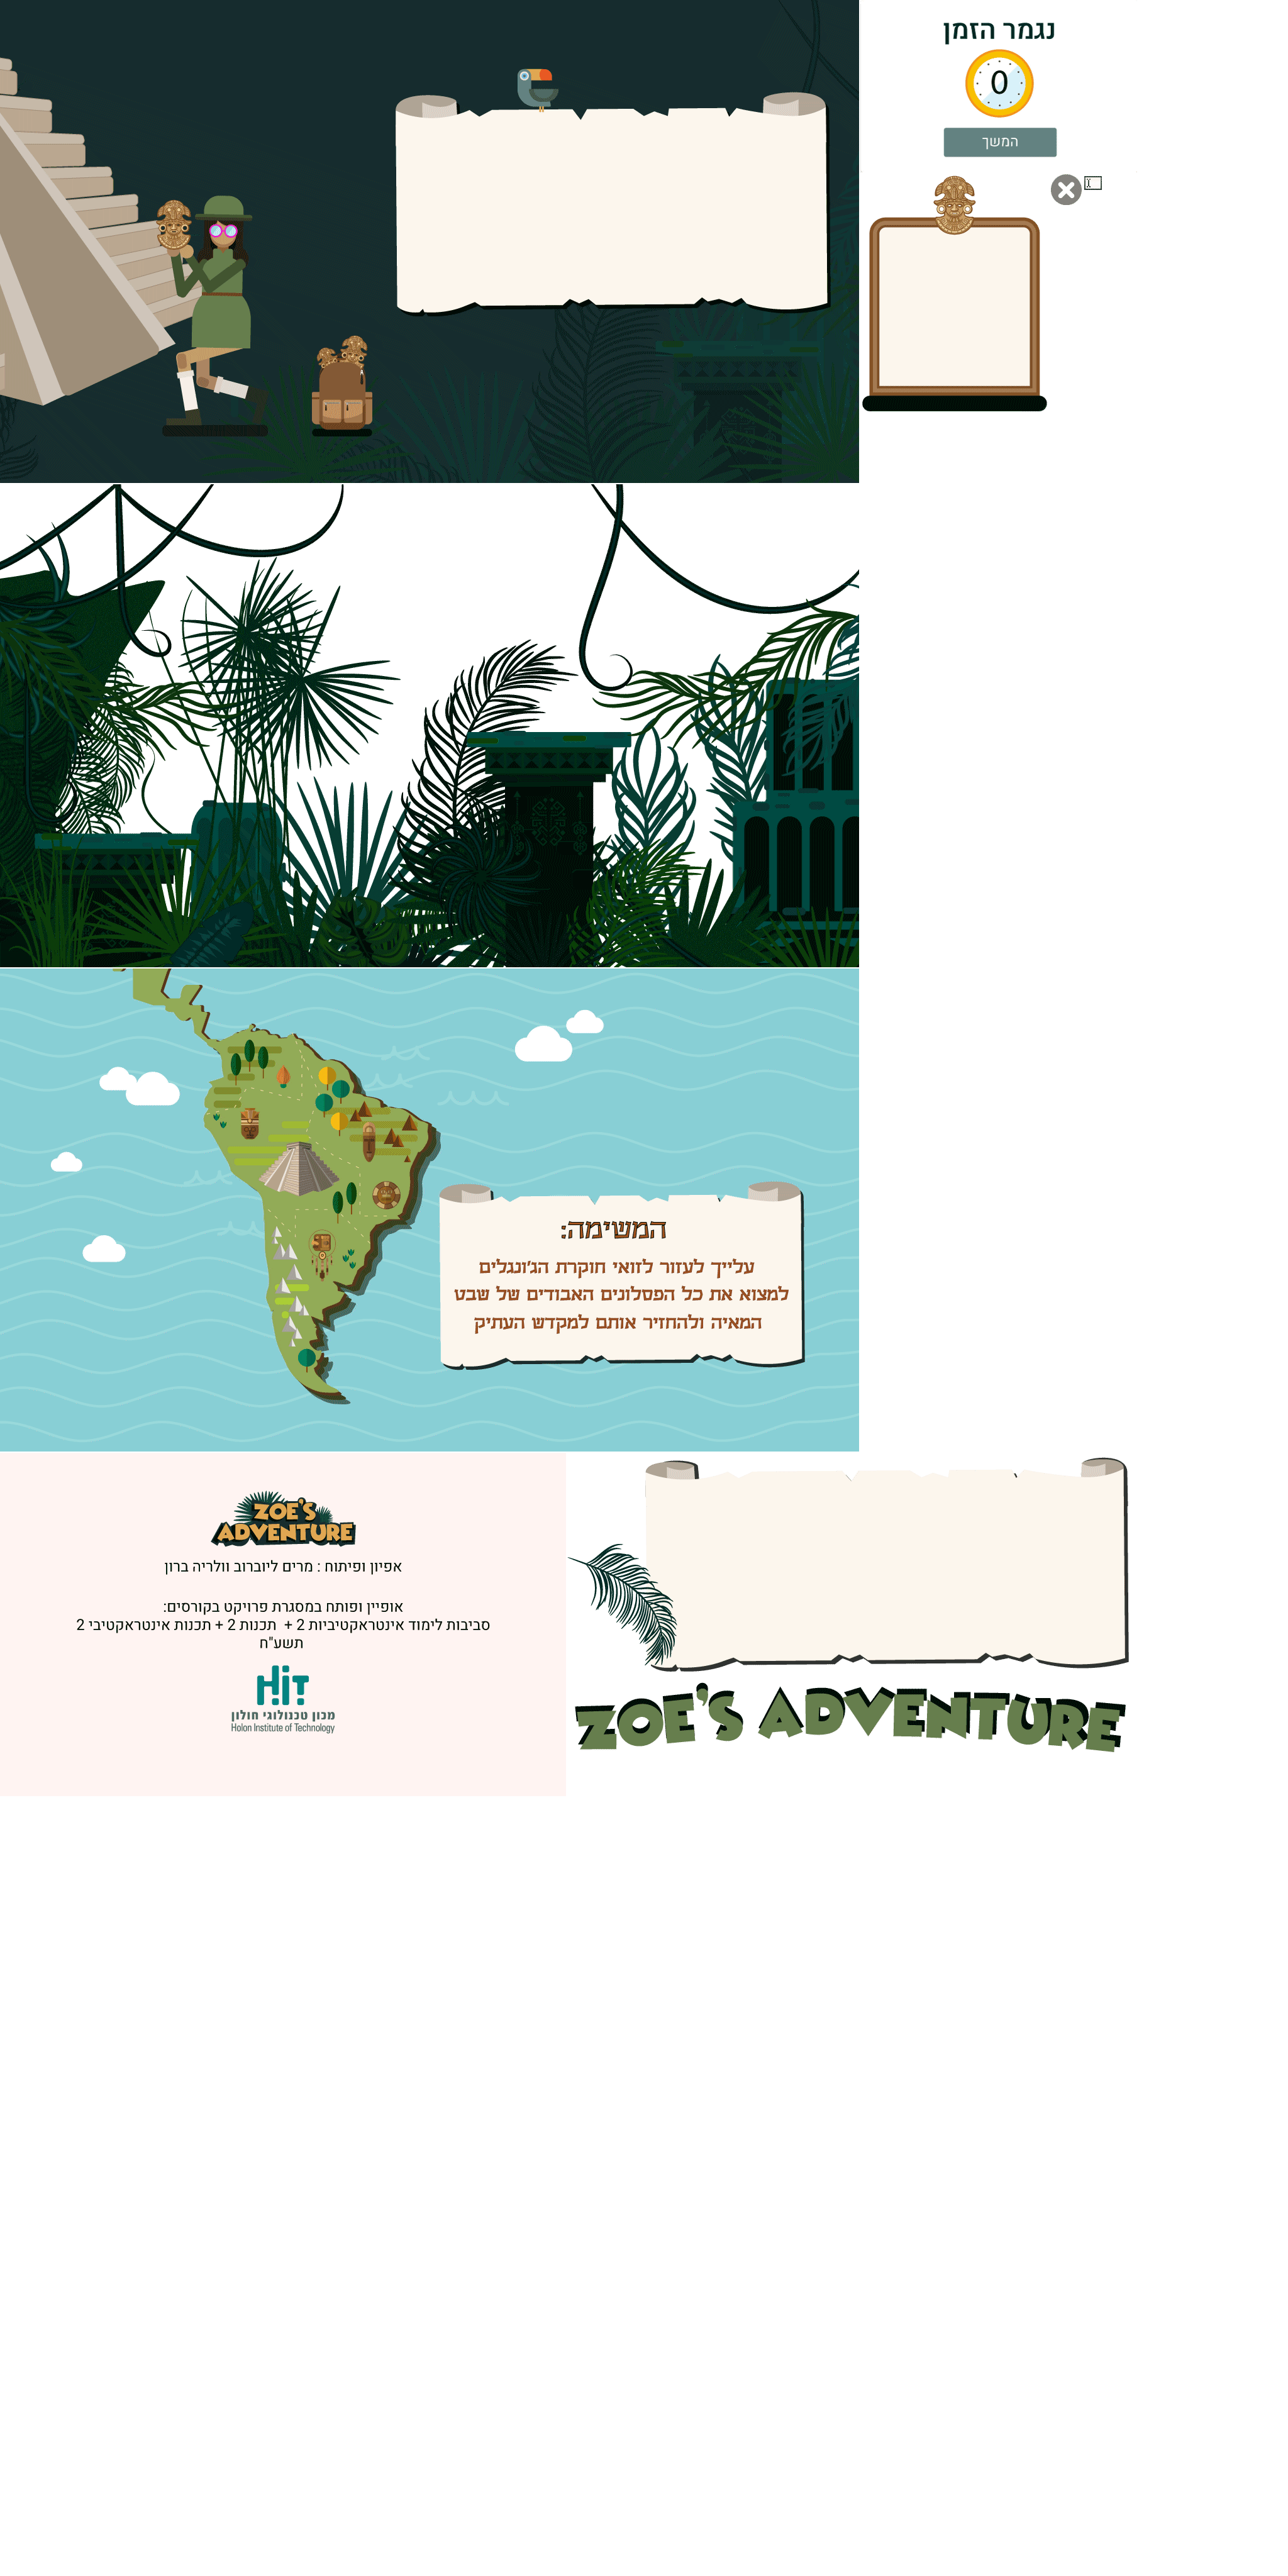 נגמר הזמן
0
המשך
המשימה:
עלייך לעזור לזואי חוקרת הג'ונגלים
למצוא את כל הפסלונים האבודים של שבט
המאיה ולהחזיר אותם למקדש העתיק
ZOE'S
ADVENTURE
אפיון ופיתוח : מרים ליוברוב וולריה ברון
אופיין ופותח במסגרת פרויקט בקורסים:
סביבות לימוד אינטראקטיביות 2 + תכנות 2 + תכנות אינטראקטיבי 2
תשע"ח
HiT
מכון טכנולוגי חולון
Holon Institute of Technology
ZOE'S ADVENTURE